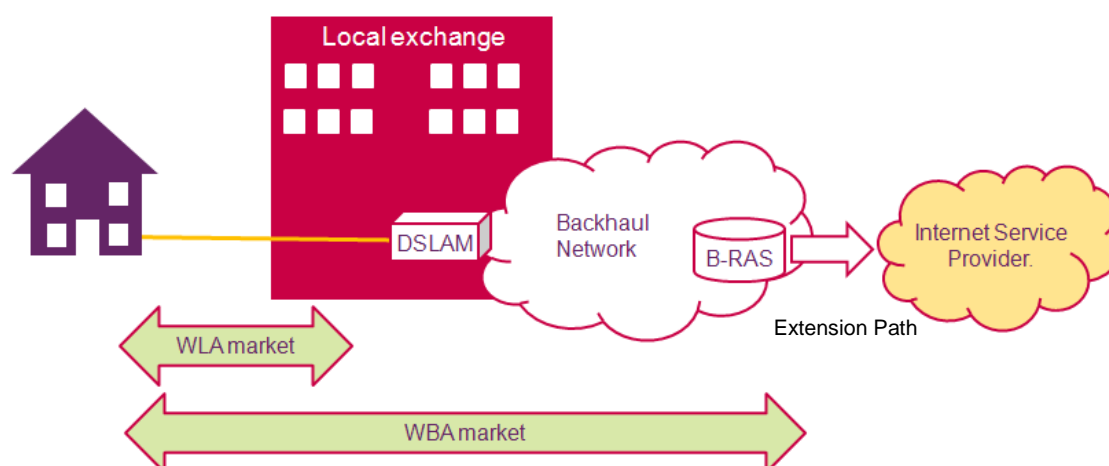 Local exchange
DSLAM
Backhaul
Network
B-RAS
Internet Service
Provider.
Extension Path
WLA market
WBA market